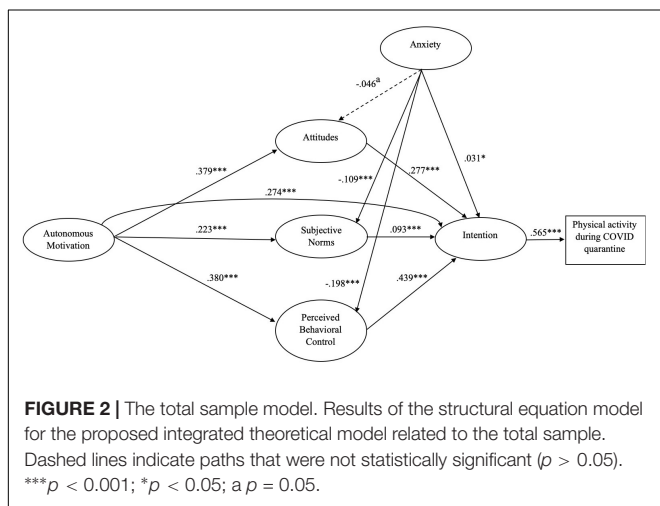 Anxiety
-.046a
Attitudes
.379***
-.109***
.277***
.031*
.274***
Autonomous
Motivation
.223***
Subjective
Norms
.093***
Intention
.565***
Physical activity
during COVID
quarantine
.380***
-.198***
.439***
Perceived
Behavioral
Control
FIGURE 2 | The total sample model. Results of the structural equation model
for the proposed integrated theoretical model related to the total sample.
Dashed lines indicate paths that were not statistically significant (p > 0.05).
***p < 0.001; *p < 0.05; a p = 0.05.